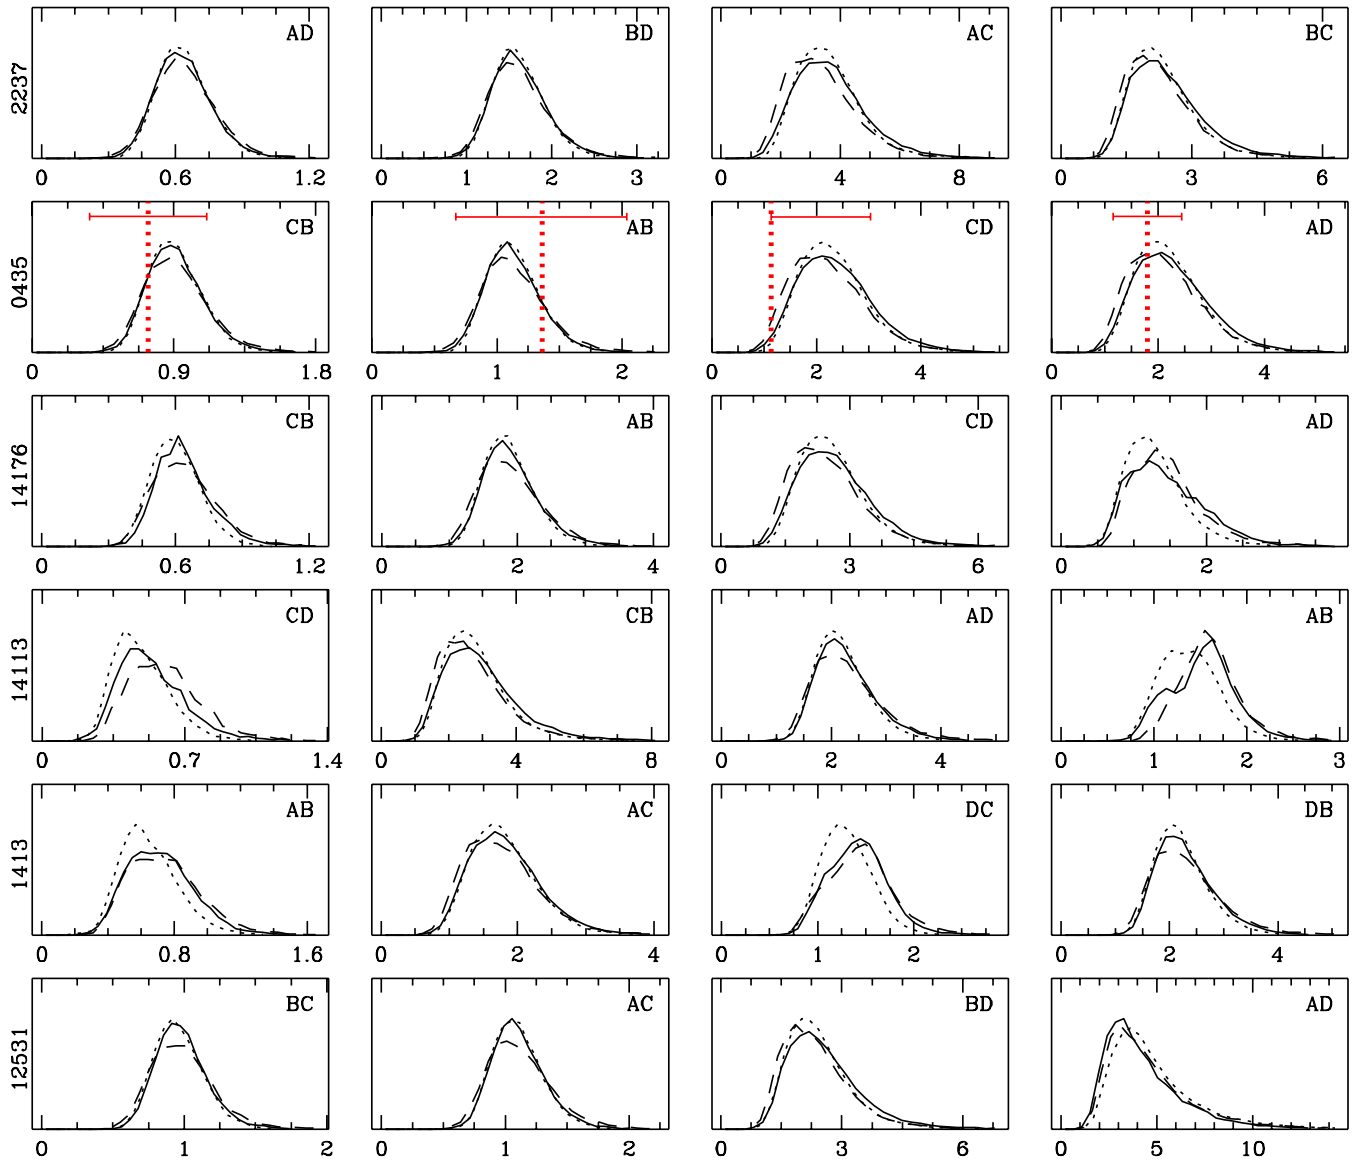 2237 AD BD AC BC
0 0.6 1.2 0 1 2 3 0 4 8 0 3 6
0435 CB AB CD AD
0 0.9 1.8 0 1 2 0 2 4 0 2 4
14176 CB AB CD AD
0 0.6 1.2 0 2 4 0 3 6 0 2
14113 CD CB AD AB
0 0.7 1.4 0 4 8 0 2 4 0 1 2 3
1413 AB AC DC DB
0 0.8 1.6 0 2 4 0 1 2 0 2 4
12531 BC AC BD AD
0 1 2 0 1 2 0 3 6 0 5 10